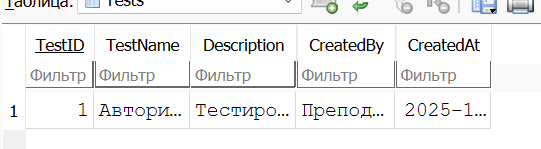 Таблица: Tests
TestID TestName Description CreatedBy CreatedAt
Фильтр Фильтр Фильтр Фильтр Фильтр
1 1 Автори... Тестиро... Препод... 2025-1...